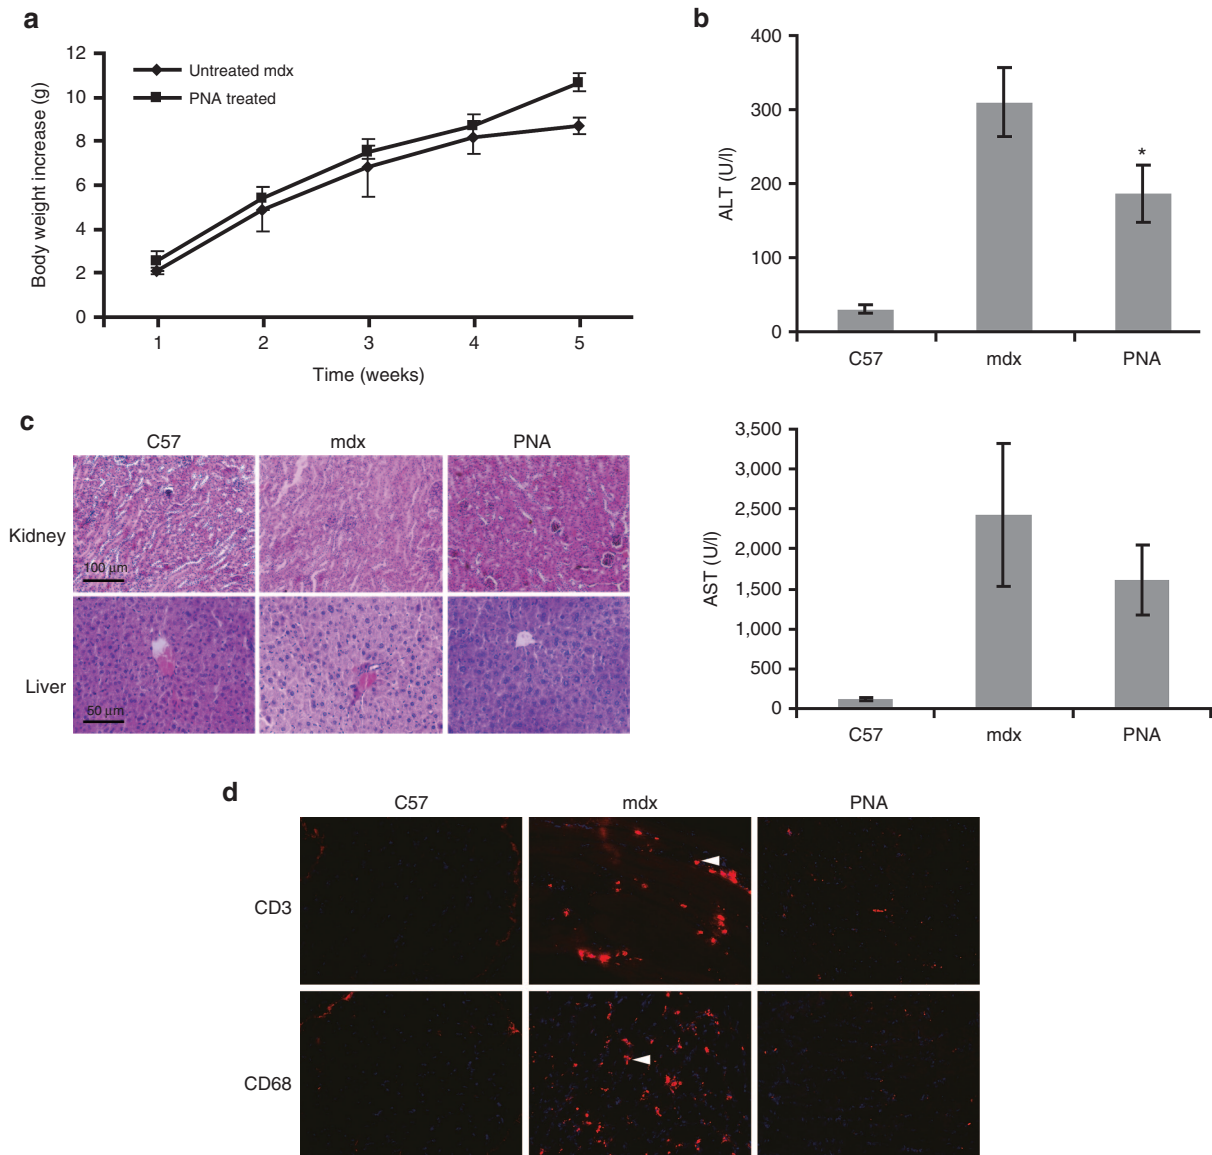 a
12
10
8
6
4
2
0
Body weight increase (g)
Untreated mdx
PNA treated
1 2 3 4 5
Time (weeks)
b
400
300
200
100
0
ALT (U/l)
*
C57 mdx PNA
3,500
3,000
2,500
2,000
1,500
1,000
500
0
AST (U/l)
C57 mdx PNA
c
C57 mdx PNA
Kidney
100 μm
Liver
50 μm
d
C57 mdx PNA
CD3
CD68